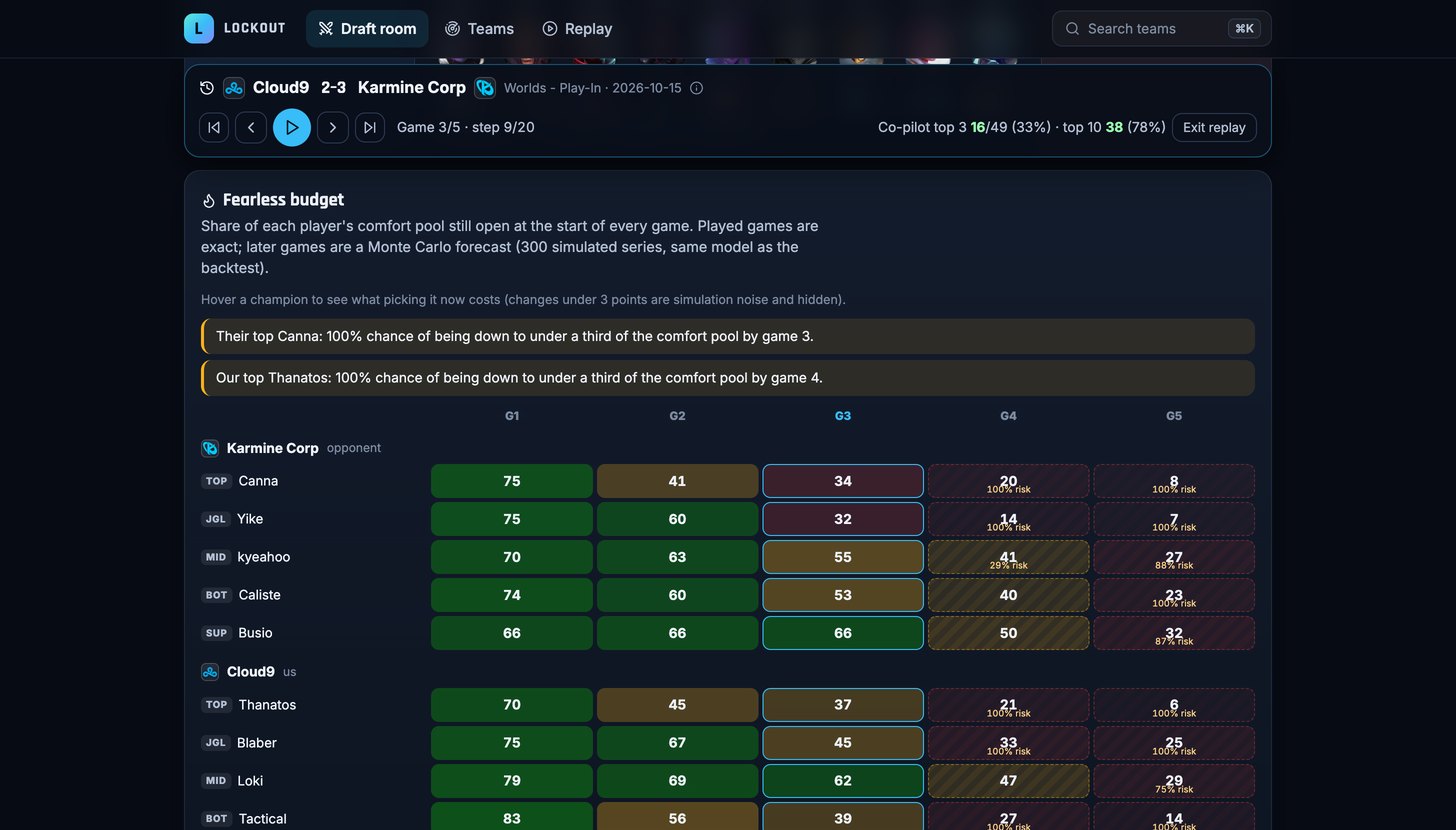 L LOCKOUT Draft room Teams Replay Search teams ⌘K
Cloud9 2-3 Karmine Corp Worlds - Play-In · 2026-10-15
Game 3/5 · step 9/20 Co-pilot top 3 16/49 (33%) · top 10 38 (78%) Exit replay
Fearless budget
Share of each player's comfort pool still open at the start of every game. Played games are
exact; later games are a Monte Carlo forecast (300 simulated series, same model as the
backtest).
Hover a champion to see what picking it now costs (changes under 3 points are simulation noise and hidden).
Their top Canna: 100% chance of being down to under a third of the comfort pool by game 3.
Our top Thanatos: 100% chance of being down to under a third of the comfort pool by game 4.
G1 G2 G3 G4 G5
Karmine Corp opponent
TOP Canna 75 41 34 20 100% risk 8 100% risk
JGL Yike 75 60 32 14 100% risk 7 100% risk
MID kyeahoo 70 63 55 41 29% risk 27 88% risk
BOT Caliste 74 60 53 40 23 100% risk
SUP Busio 66 66 66 50 32 87% risk
Cloud9 us
TOP Thanatos 70 45 37 21 100% risk 6 100% risk
JGL Blaber 75 67 45 33 100% risk 25 100% risk
MID Loki 79 69 62 47 29 75% risk
BOT Tactical 83 56 39 27 100% risk 14 100% risk